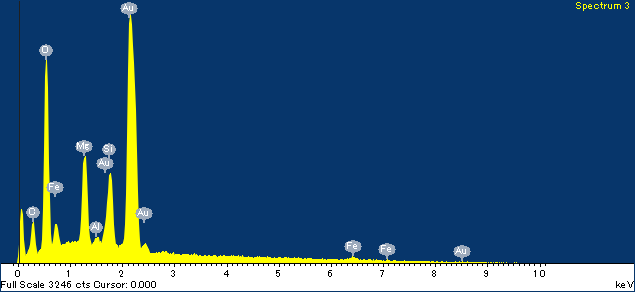 Spectrum 3
Au
O
Mg
Si
Au
Fe
Au
Al
Fe
Fe
Au
0 1 2 3 4 5 6 7 8 9 10
Full Scale 3246 cts Cursor: 0.000 keV